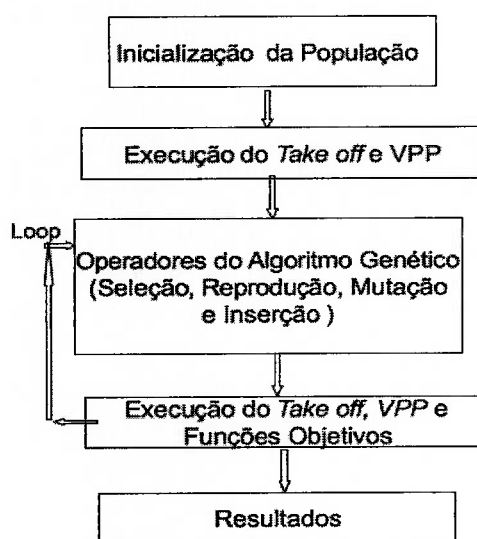 Inicialização da População
Execução do Take off e VPP
Loop
Operadores do Algoritmo Genético
(Seleção, Reprodução, Mutação
e Inserção )
Execução do Take off, VPP e
Funções Objetivos
Resultados